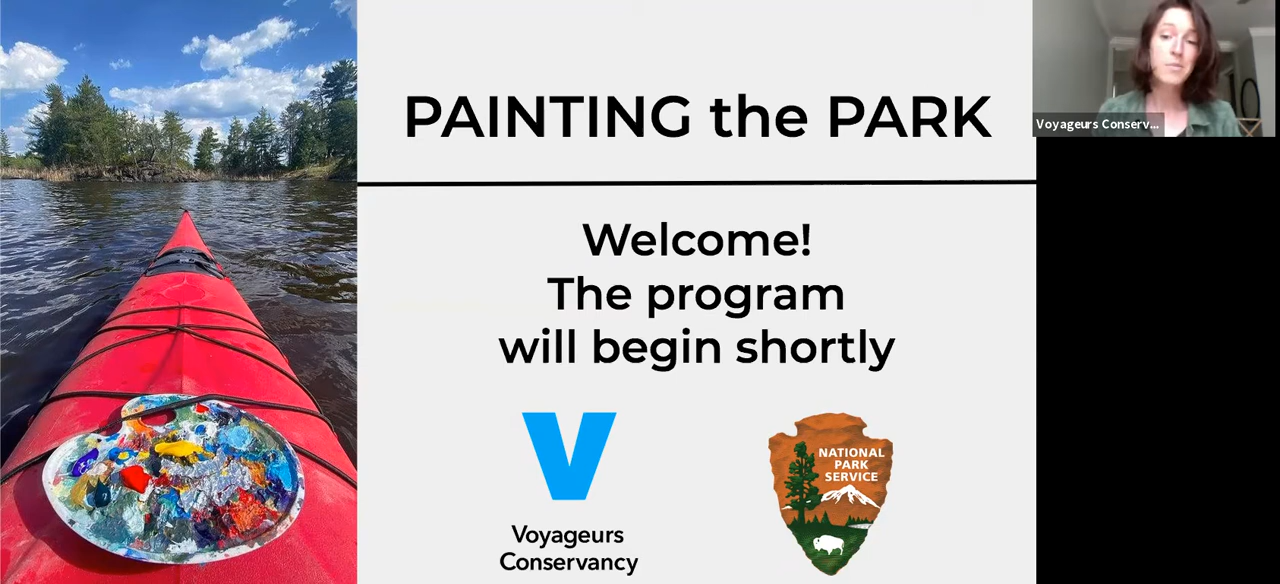 PAINTING the PARK
Voyageurs Conserv...
Welcome!
The program
will begin shortly
V
NATIONAL
PARK
SERVICE
Voyageurs
Conservancy